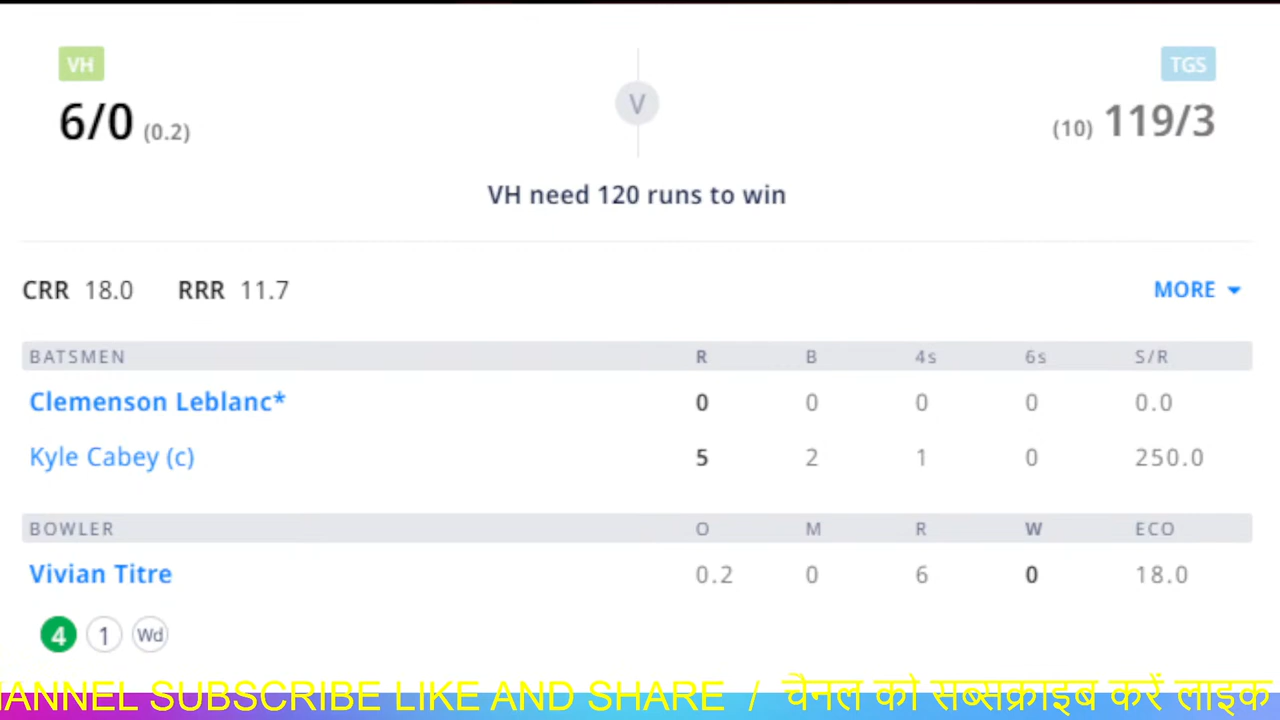 VH
TGS
6/0 (0.2)
V
(10) 119/3
VH need 120 runs to win
CRR 18.0 RRR 11.7
MORE
BATSMEN R B 4s 6s S/R
Clemenson Leblanc* 0 0 0 0 0.0
Kyle Cabey (c) 5 2 1 0 250.0
BOWLER O M R W ECO
Vivian Titre 0.2 0 6 0 18.0
4 1 Wd
HANNEL SUBSCRIBE LIKE AND SHARE / चैनल को सब्सक्राइब करें लाइक